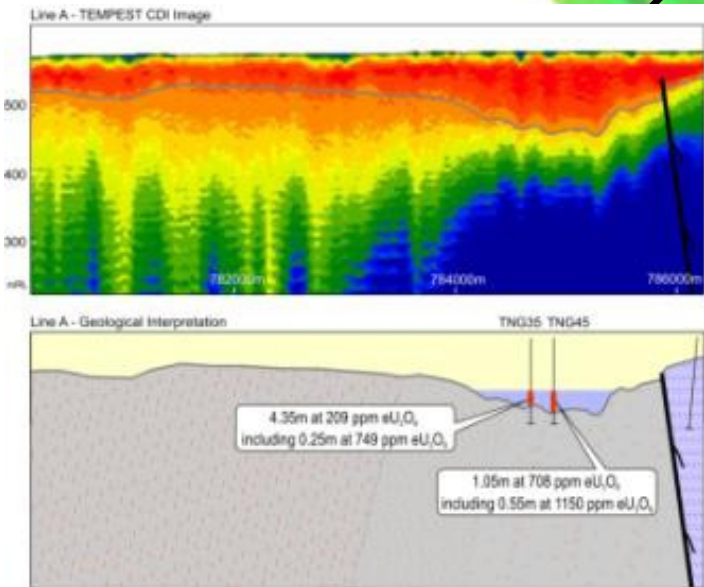 Line A - TEMPEST CDI Image
500
400
300
mRL
782000m
784000m
786000m
Line A - Geological Interpretation
TNG35 TNG45
4.35m at 209 ppm eU₃O₈
including 0.25m at 749 ppm eU₃O₈
1.05m at 708 ppm eU₃O₈
including 0.55m at 1150 ppm eU₃O₈